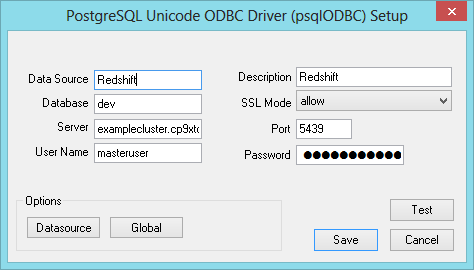 PostgreSQL Unicode ODBC Driver (psqlODBC) Setup
Data Source Redshift
Description Redshift
Database dev
SSL Mode allow
Server examplecluster.cp9xtc
Port 5439
User Name masteruser
Password ●●●●●●●●●●●
Options
Datasource Global
Test
Save Cancel